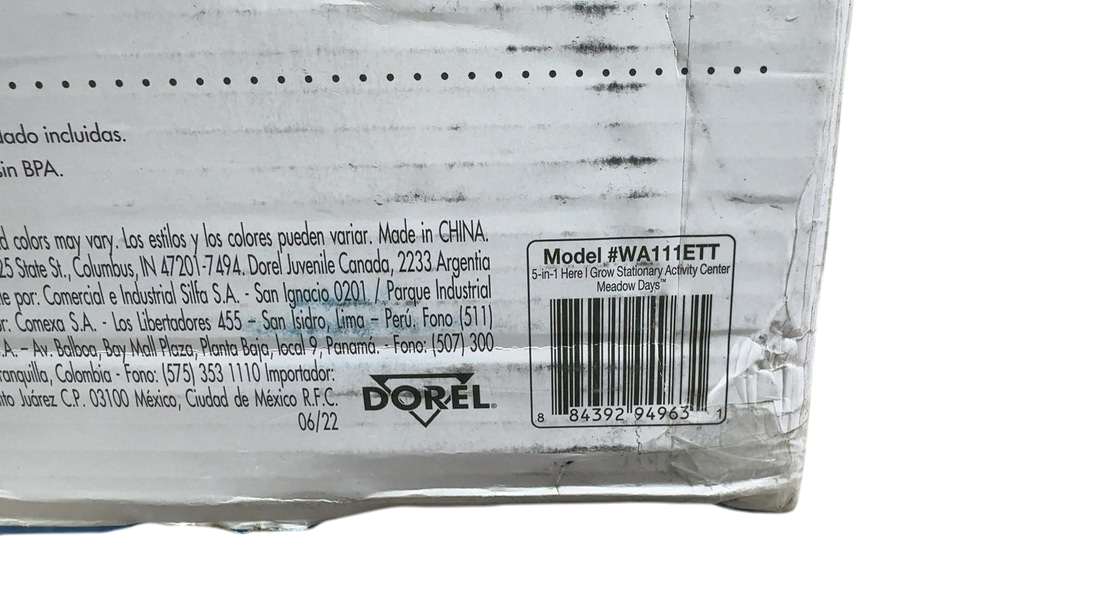 dado incluidas.
sin BPA.
d colors may vary. Los estilos y los colores pueden variar. Made in CHINA.
25 State St., Columbus, IN 47201-7494. Dorel Juvenile Canada, 2233 Argentia
e por: Comercial e Industrial Silfa S.A. - San Ignacio 0201 / Parque Industrial
r: Comexa S.A. - Los Libertadores 455 – San Isidro, Lima – Perú. Fono (511)
.A. – Av. Balboa, Bay Mall Plaza, Planta Baja, local 9, Panamá. - Fono: (507) 300
ranquilla, Colombia - Fono: (575) 353 1110 Importador:
ito Juárez C.P. 03100 México, Ciudad de México R.F.C.
06/22
DOREL®
Model #WA111ETT
5-in-1 Here I Grow Stationary Activity Center
Meadow Days™
8 84392 94963 1